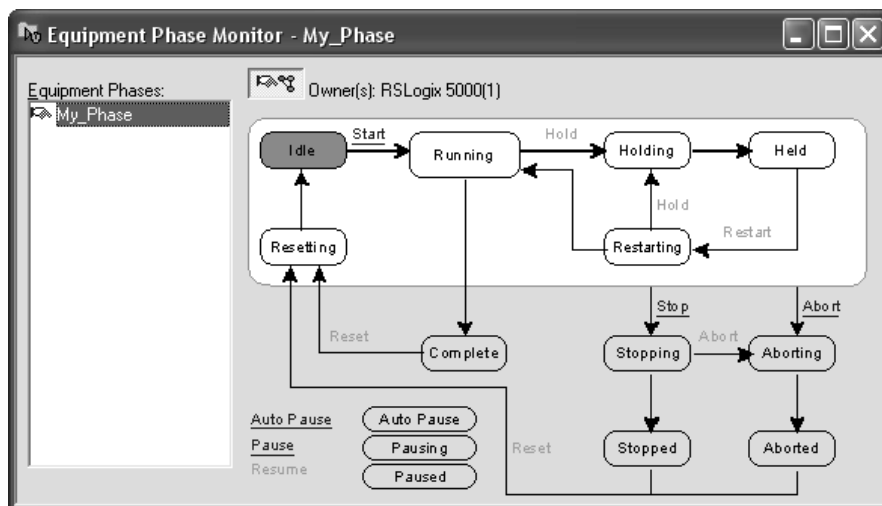 Equipment Phase Monitor - My_Phase
Equipment Phases:
My_Phase
Owner(s): RSLogix 5000(1)
Idle
Start
Running
Hold
Holding
Held
Hold
Resetting
Restarting
Restart
Stop
Abort
Reset
Complete
Stopping
Abort
Aborting
Auto Pause
Auto Pause
Pause
Pausing
Resume
Paused
Reset
Stopped
Aborted